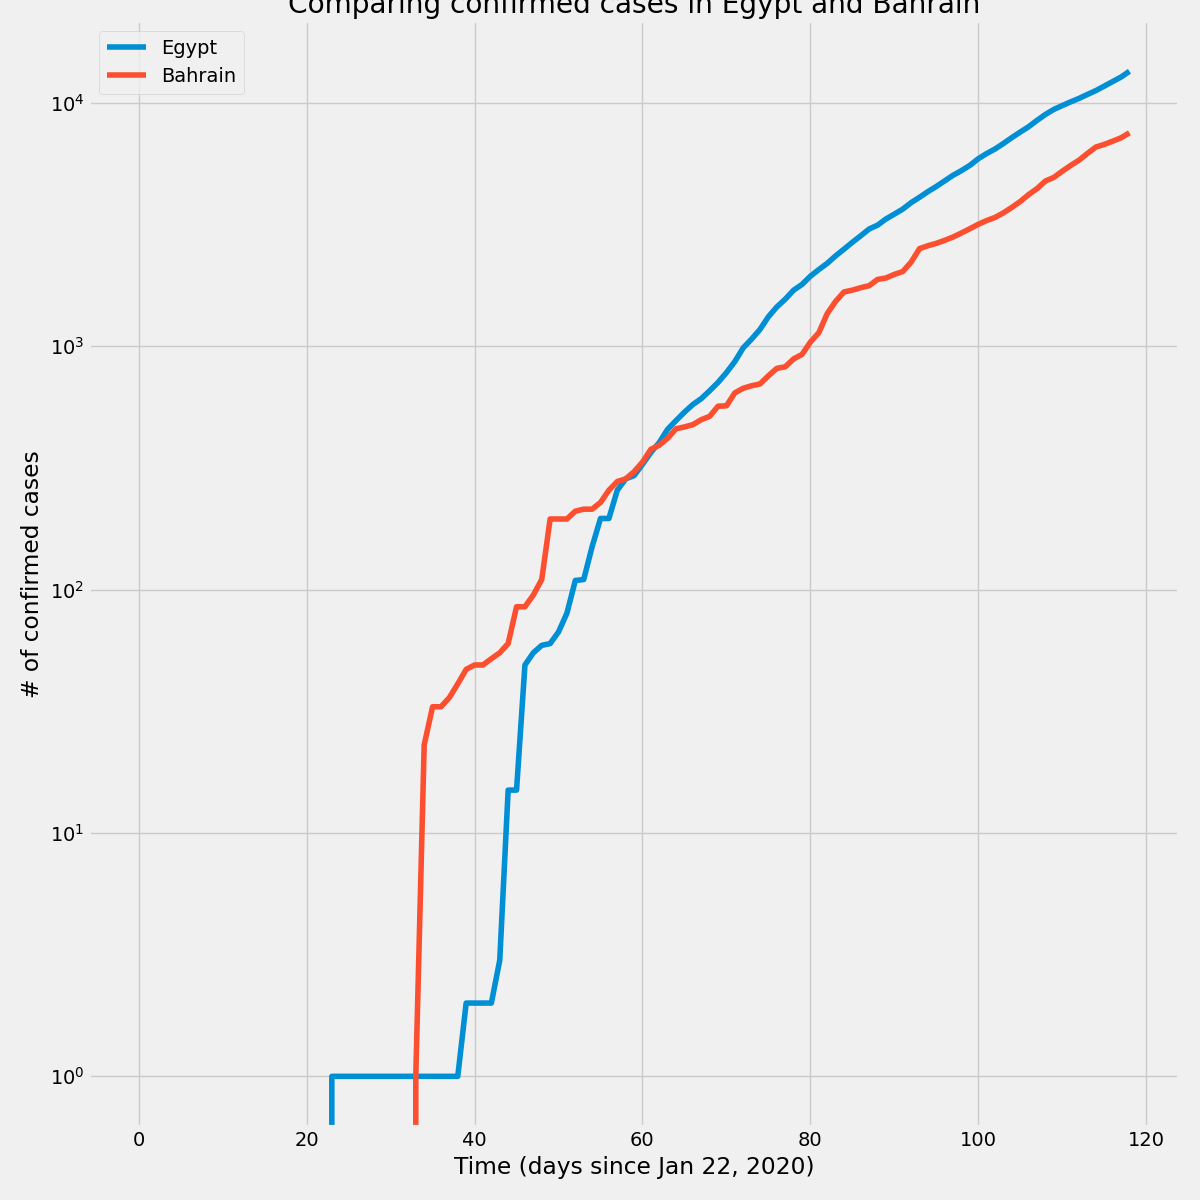 Comparing confirmed cases in Egypt and Bahrain
Egypt
Bahrain
10⁴
10³
10²
10¹
10⁰
# of confirmed cases
0 20 40 60 80 100 120
Time (days since Jan 22, 2020)